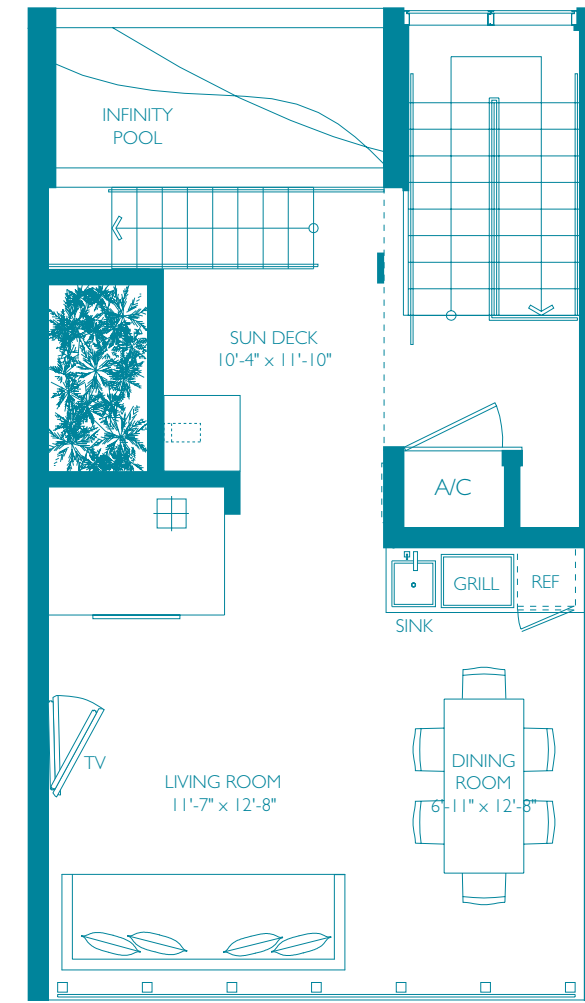 INFINITY
POOL
SUN DECK
10'-4" x 11'-10"
A/C
GRILL
REF
SINK
TV
LIVING ROOM
11'-7" x 12'-8"
DINING
ROOM
6'-11" x 12'-8"